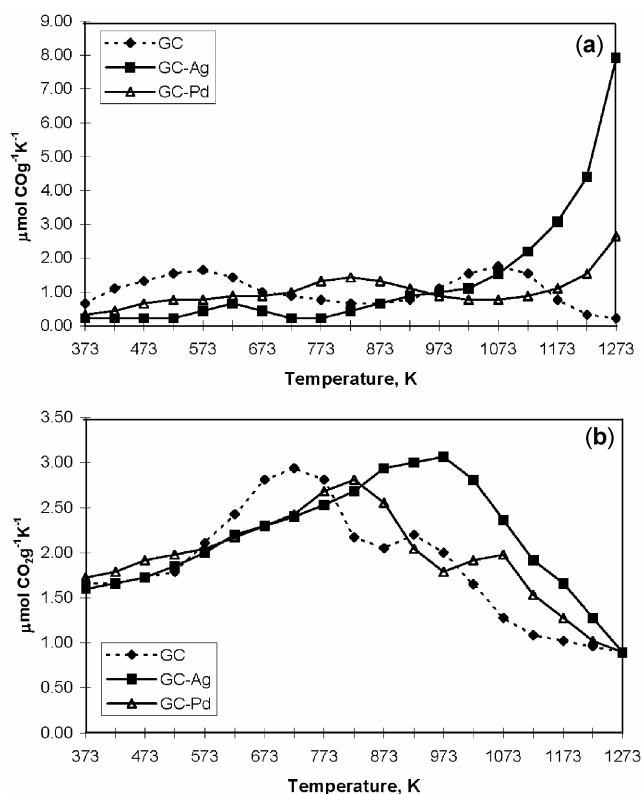 (a)
GC
GC-Ag
GC-Pd
9.00
8.00
7.00
6.00
5.00
4.00
3.00
2.00
1.00
0.00
μmol COg⁻¹K⁻¹
373 473 573 673 773 873 973 1073 1173 1273
Temperature, K
(b)
3.50
3.00
2.50
2.00
1.50
1.00
0.50
0.00
μmol CO₂g⁻¹K⁻¹
GC
GC-Ag
GC-Pd
373 473 573 673 773 873 973 1073 1173 1273
Temperature, K